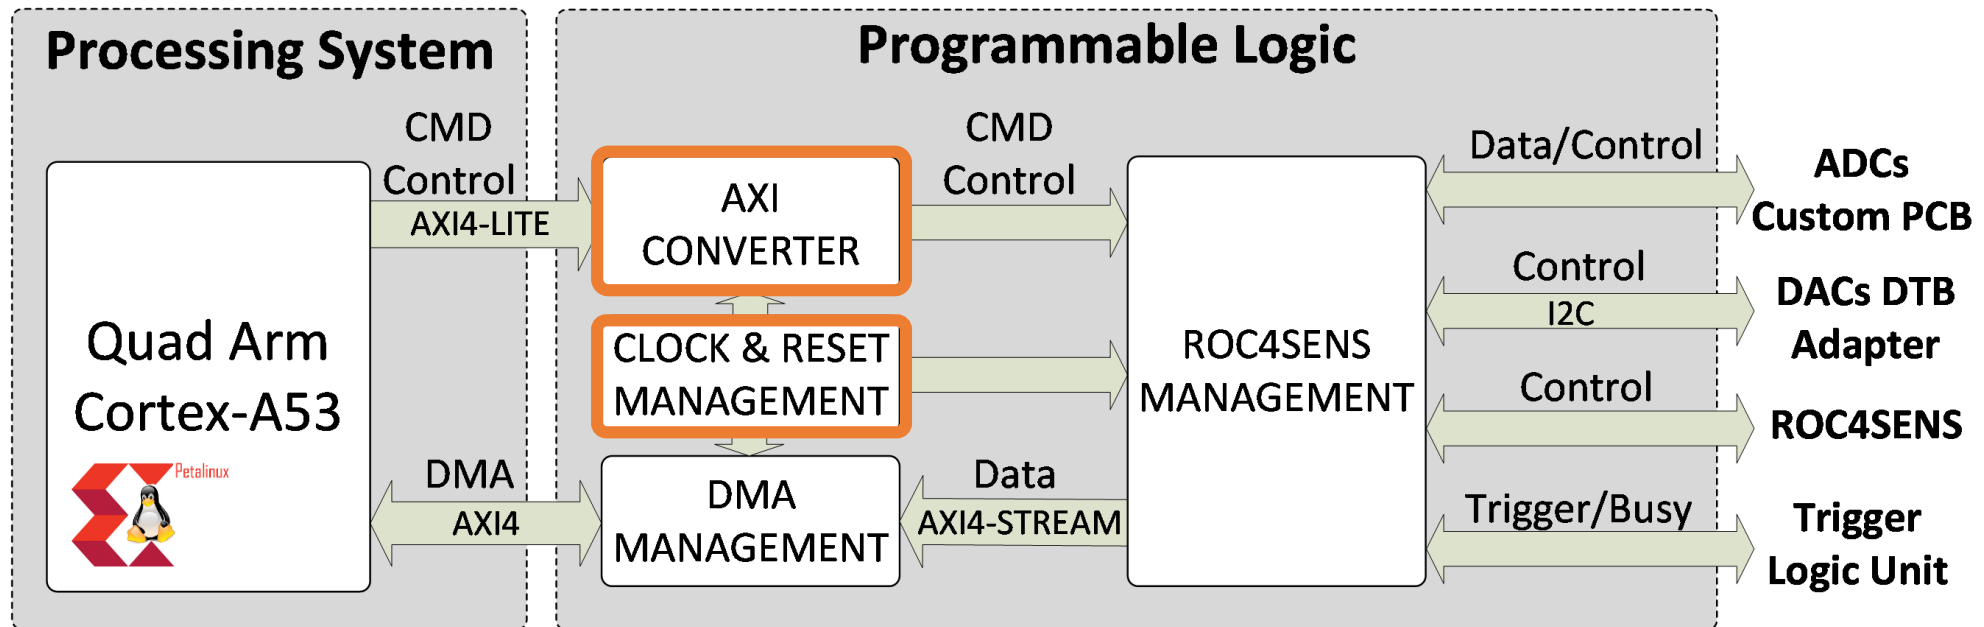 Processing System
Programmable Logic
CMD
Control
AXI4-LITE
Quad Arm
Cortex-A53
Petalinux
DMA
AXI4
AXI
CONVERTER
CLOCK & RESET
MANAGEMENT
DMA
MANAGEMENT
CMD
Control
Data
AXI4-STREAM
ROC4SENS
MANAGEMENT
Data/Control
ADCs
Custom PCB
Control
I2C
DACs DTB
Adapter
Control
ROC4SENS
Trigger/Busy
Trigger
Logic Unit